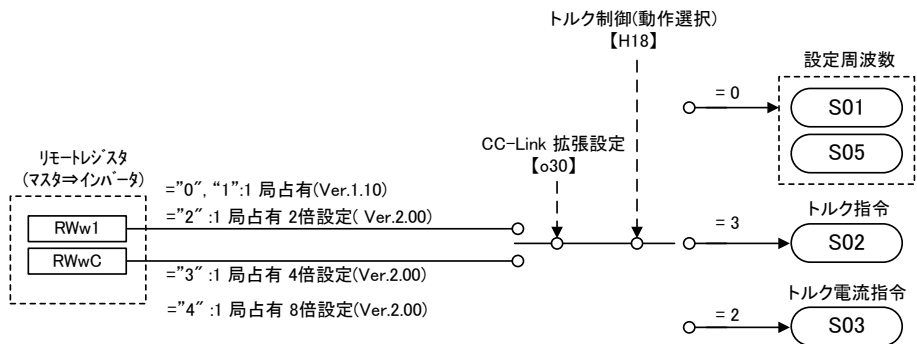 トルク制御(動作選択)
【H18】
設定周波数
= 0
S01
S05
CC-Link 拡張設定
【o30】
リモートレジスタ
(マスタ⇒インバータ)
="0", “1”:1 局占有(Ver.1.10)
="2" :1 局占有 2倍設定( Ver.2.00)
RWw1
RWwC
="3" :1 局占有 4倍設定(Ver.2.00)
="4" :1 局占有 8倍設定(Ver.2.00)
トルク指令
= 3
S02
トルク電流指令
= 2
S03